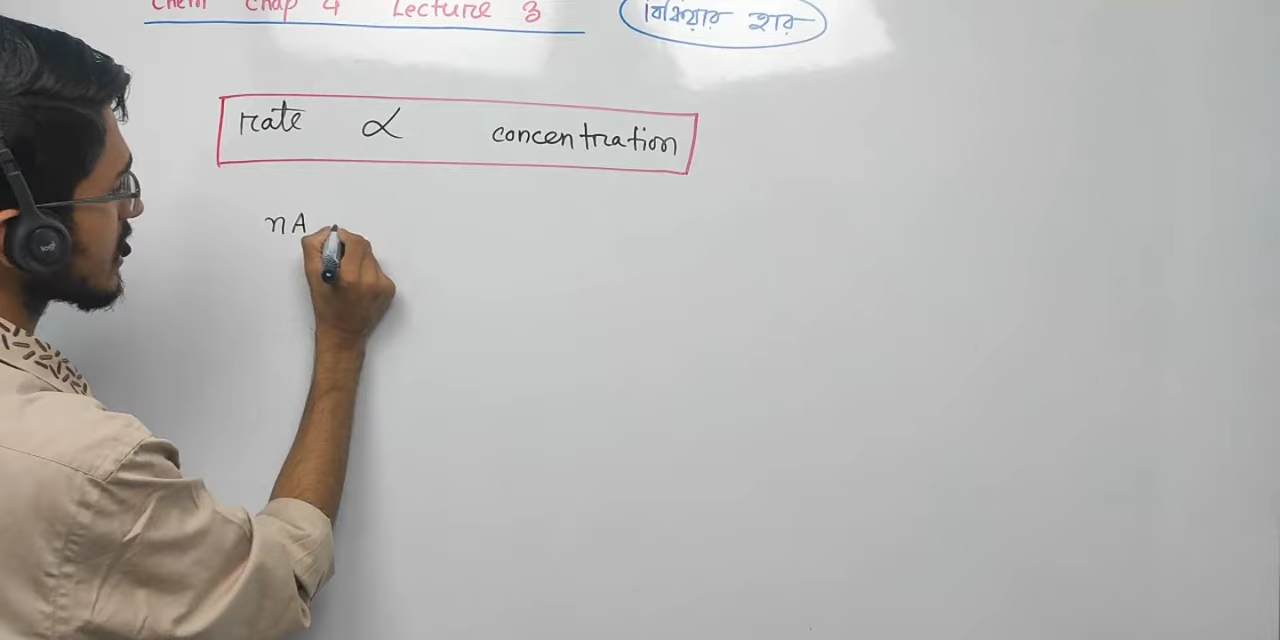 Chem Chap 4 Lecture 3 বিক্রিয়ার হার
rate ∝ concentration
nA